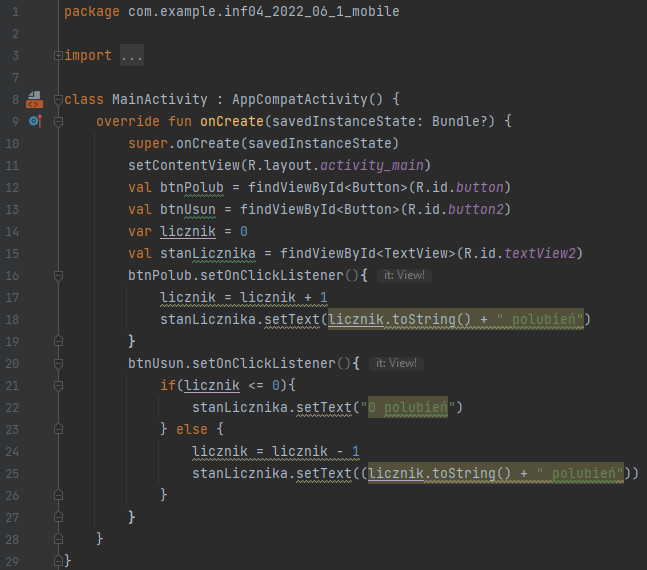 1 package com.example.inf04_2022_06_1_mobile
2
3 import ...
7
8 class MainActivity : AppCompatActivity() {
9 override fun onCreate(savedInstanceState: Bundle?) {
10 super.onCreate(savedInstanceState)
11 setContentView(R.layout.activity_main)
12 val btnPolub = findViewById<Button>(R.id.button)
13 val btnUsun = findViewById<Button>(R.id.button2)
14 var licznik = 0
15 val stanLicznika = findViewById<TextView>(R.id.textView2)
16 btnPolub.setOnClickListener(){ it: View!
17 licznik = licznik + 1
18 stanLicznika.setText(licznik.toString() + " polubień")
19 }
20 btnUsun.setOnClickListener(){ it: View!
21 if(licznik <= 0){
22 stanLicznika.setText("0 polubień")
23 } else {
24 licznik = licznik - 1
25 stanLicznika.setText((licznik.toString() + " polubień"))
26 }
27 }
28 }
29 }